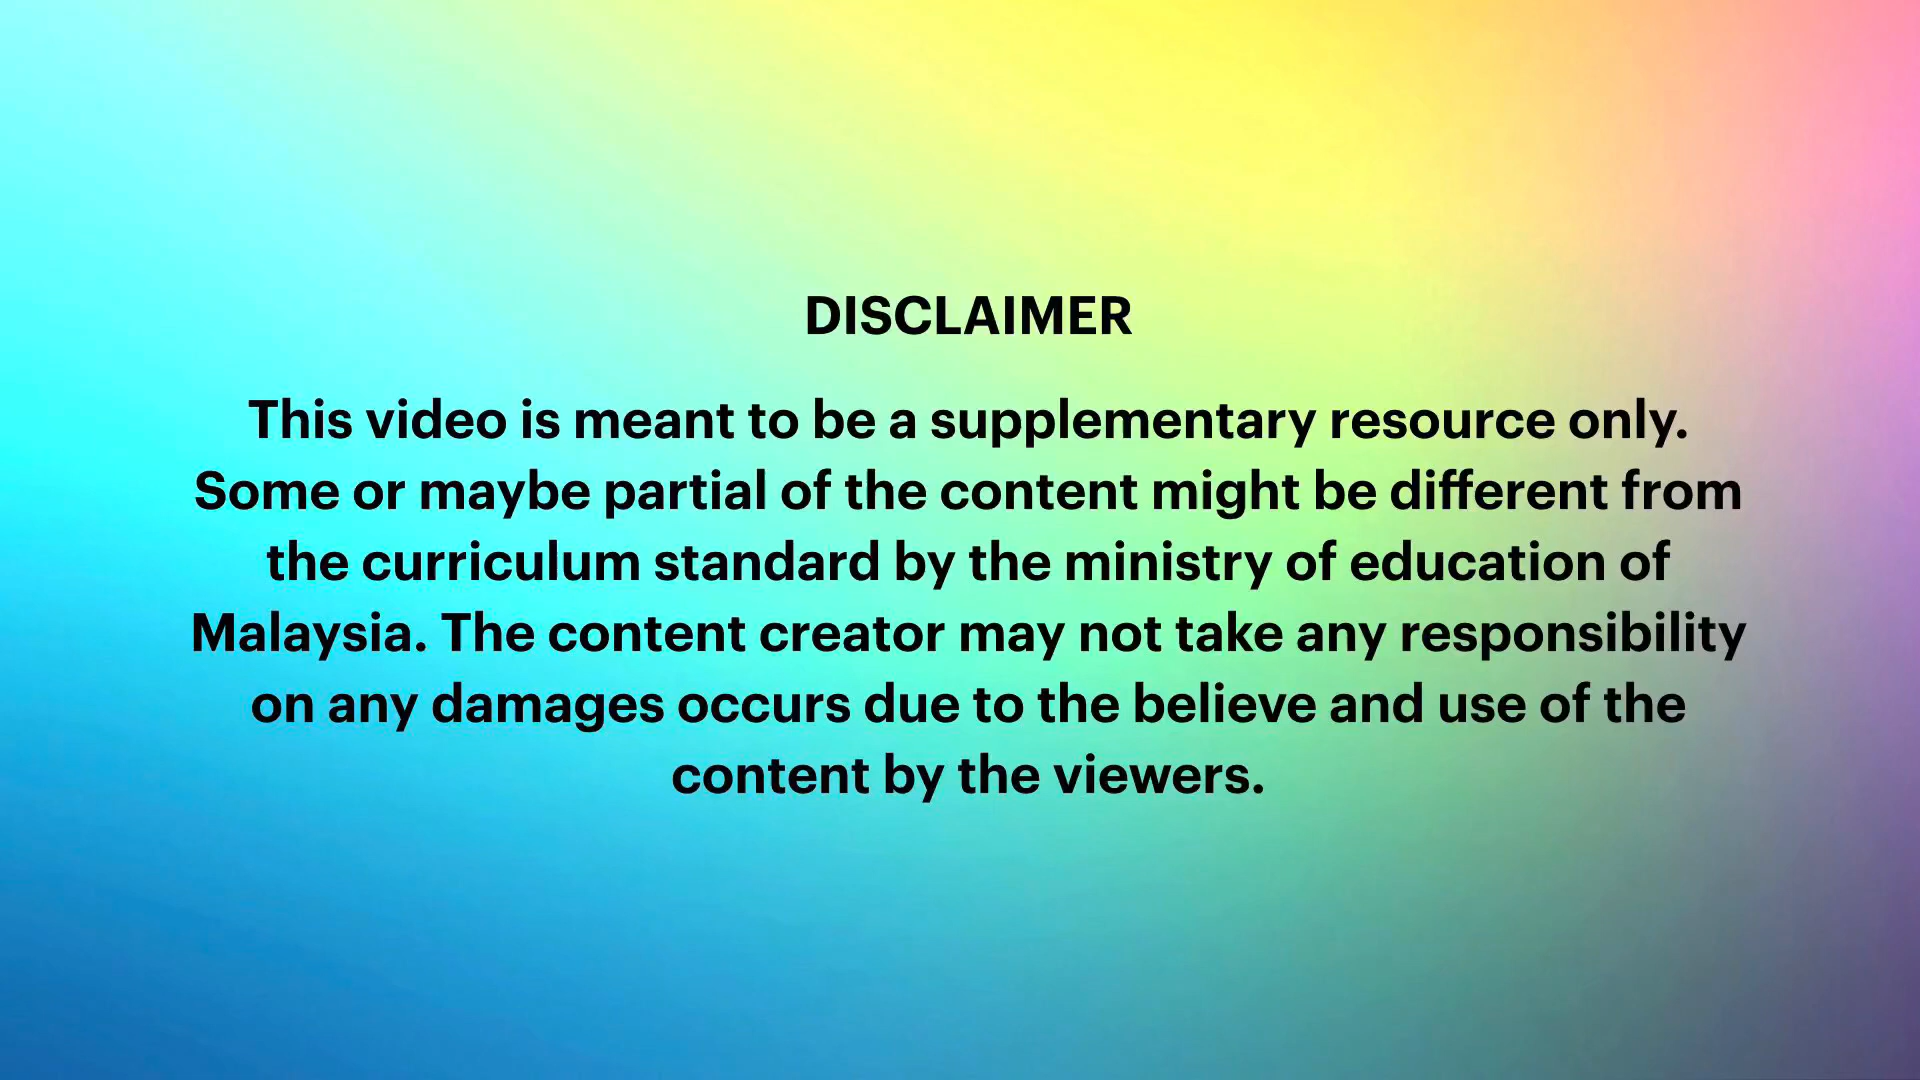 DISCLAIMER
This video is meant to be a supplementary resource only.
Some or maybe partial of the content might be different from
the curriculum standard by the ministry of education of
Malaysia. The content creator may not take any responsibility
on any damages occurs due to the believe and use of the
content by the viewers.